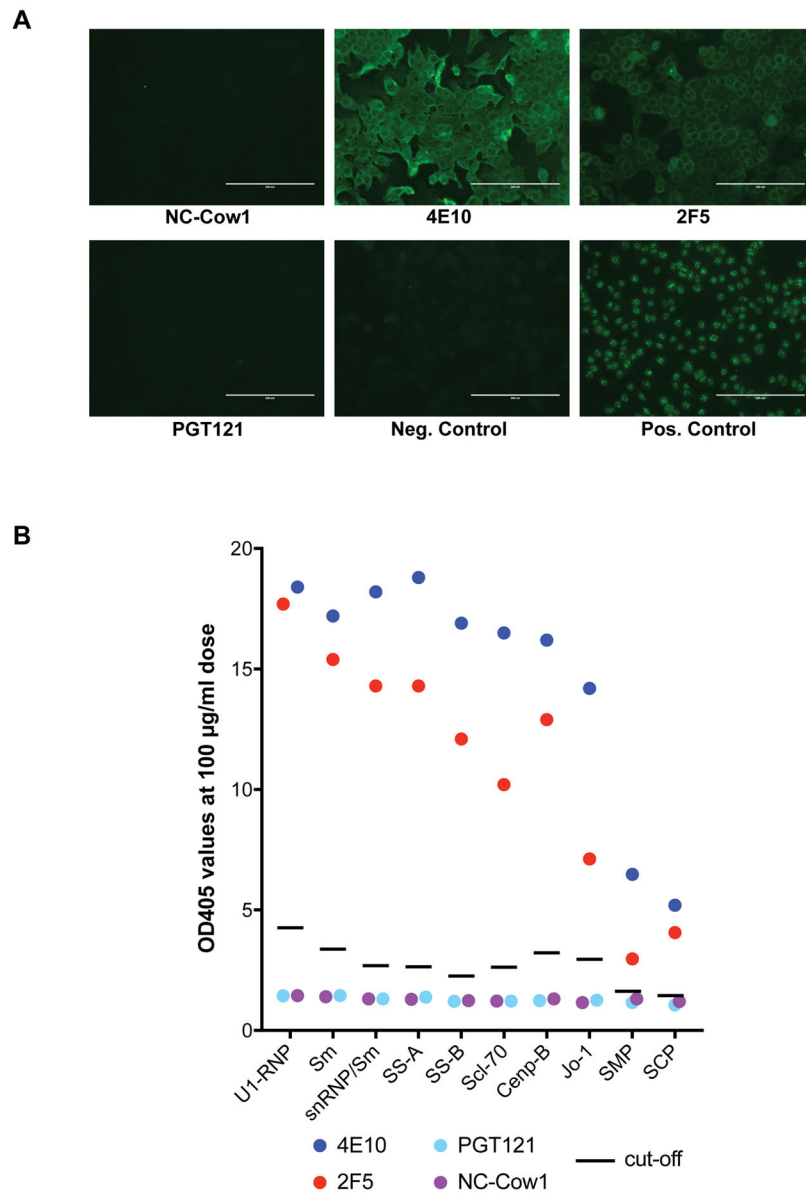 A
NC-Cow1
4E10
2F5
PGT121
Neg. Control
Pos. Control
B
OD405 values at 100 µg/ml dose
20
15
10
5
0
U1-RNP
Sm
snRNP/Sm
SS-A
SS-B
Scl-70
Cenp-B
Jo-1
SMP
SCP
4E10
PGT121
cut-off
2F5
NC-Cow1